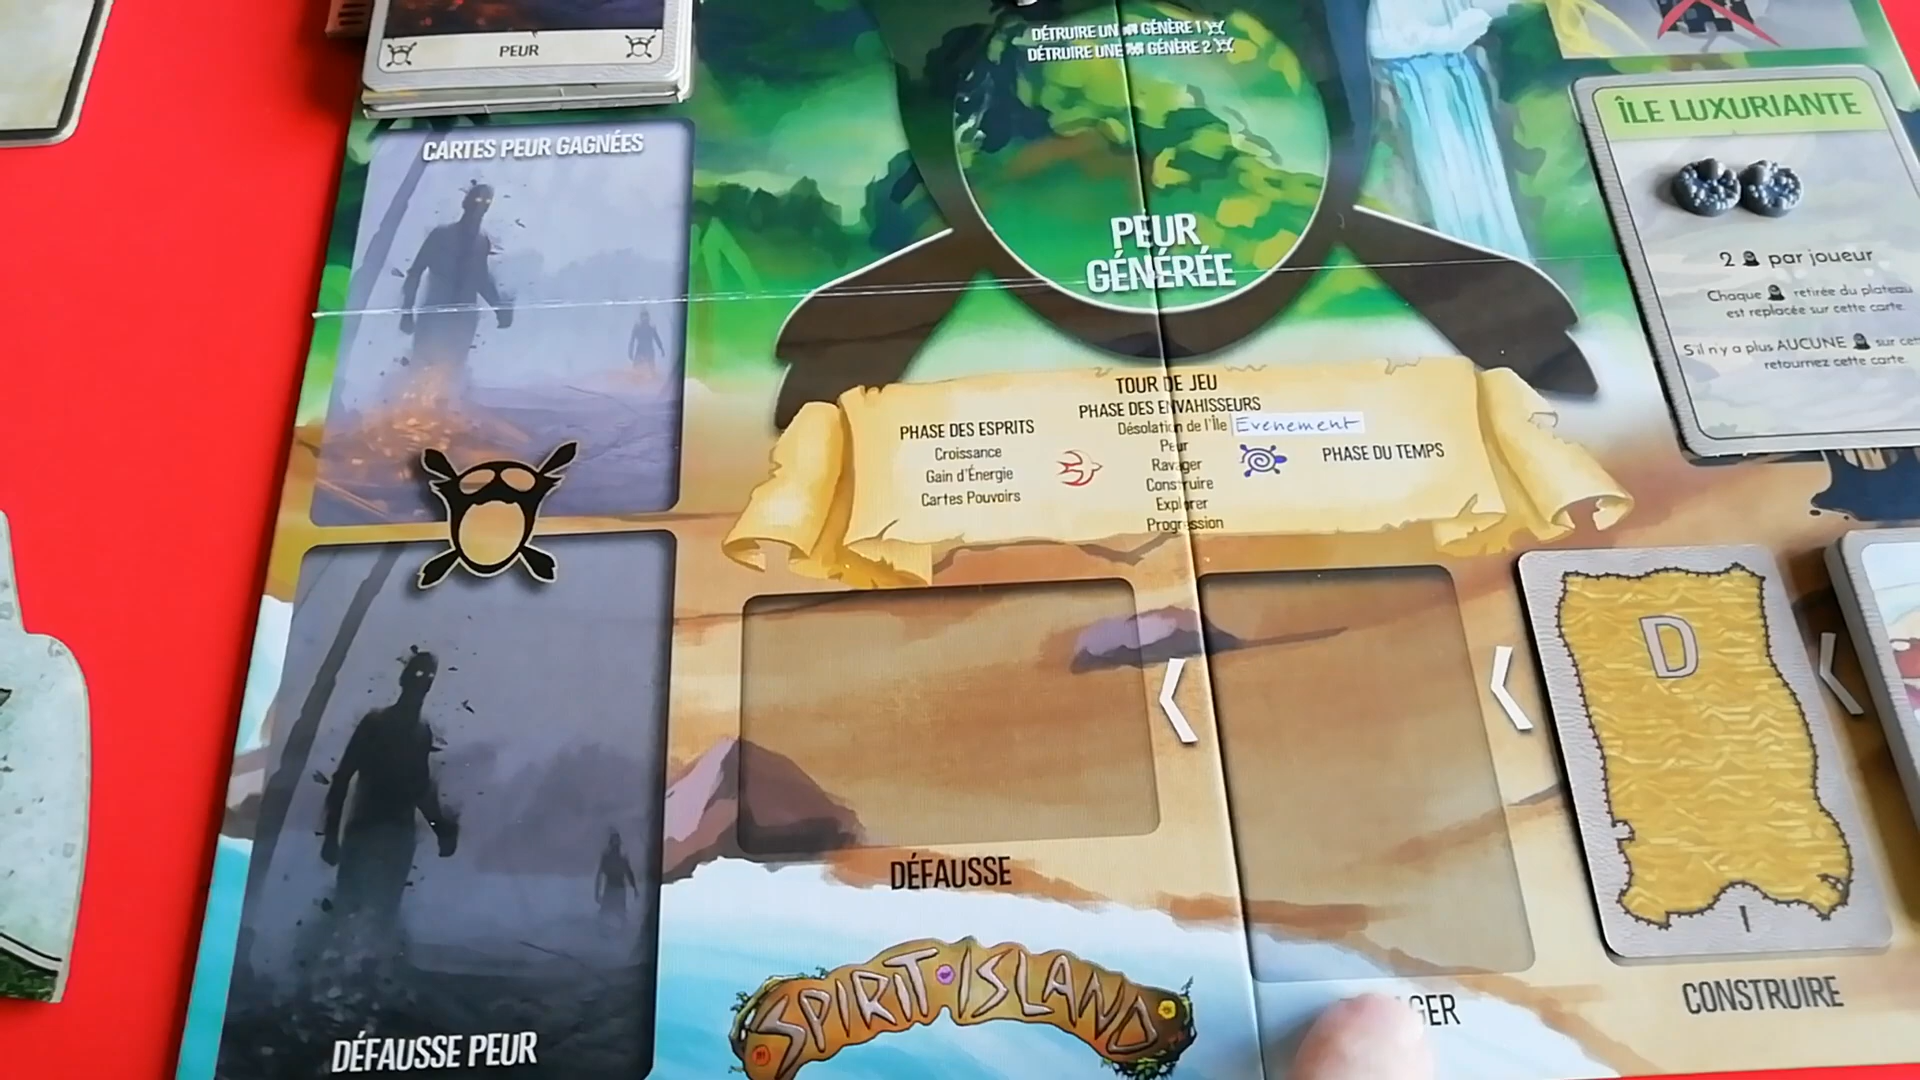 PEUR
DÉTRUIRE UN GÉNÈRE 1
DÉTRUIRE UNE GÉNÈRE 2
CARTES PEUR GAGNÉES
PEUR
GÉNÉRÉE
ÎLE LUXURIANTE
2 par joueur
Chaque retirée du plateau
est replacée sur cette carte.
S'il n'y a plus AUCUNE sur
retournez cette carte.
TOUR DE JEU
PHASE DES ESPRITS
Croissance
Gain d'Énergie
Cartes Pouvoirs
PHASE DES ENVAHISSEURS
Désolation de l'Île Evenement
Peur
Ravager
Construire
Explorer
Progression
PHASE DU TEMPS
D
I
DÉFAUSSE
DÉFAUSSE PEUR
SPIRIT ISLAND
GER
CONSTRUIRE